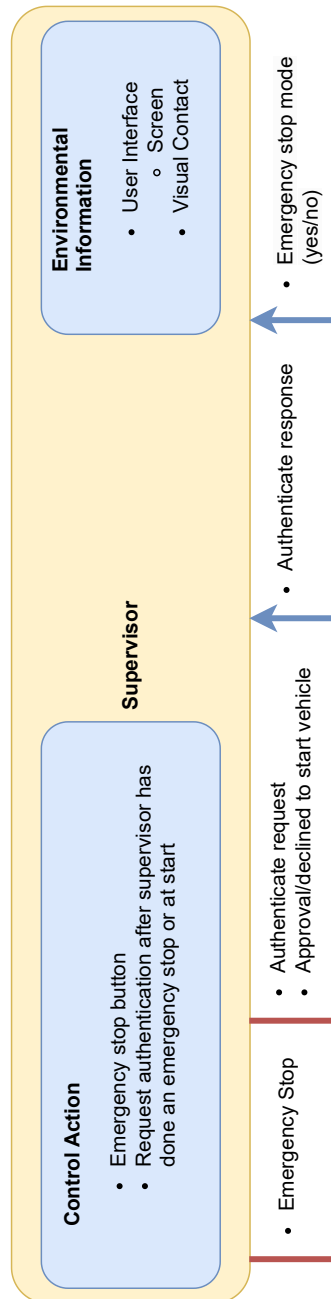 Control Action
• Emergency stop button
• Request authentication after supervisor has
done an emergency stop or at start
Supervisor
Environmental
Information
• User Interface
○ Screen
• Visual Contact
• Emergency Stop
• Authenticate request
• Approval/declined to start vehicle
• Authenticate response
• Emergency stop mode
(yes/no)